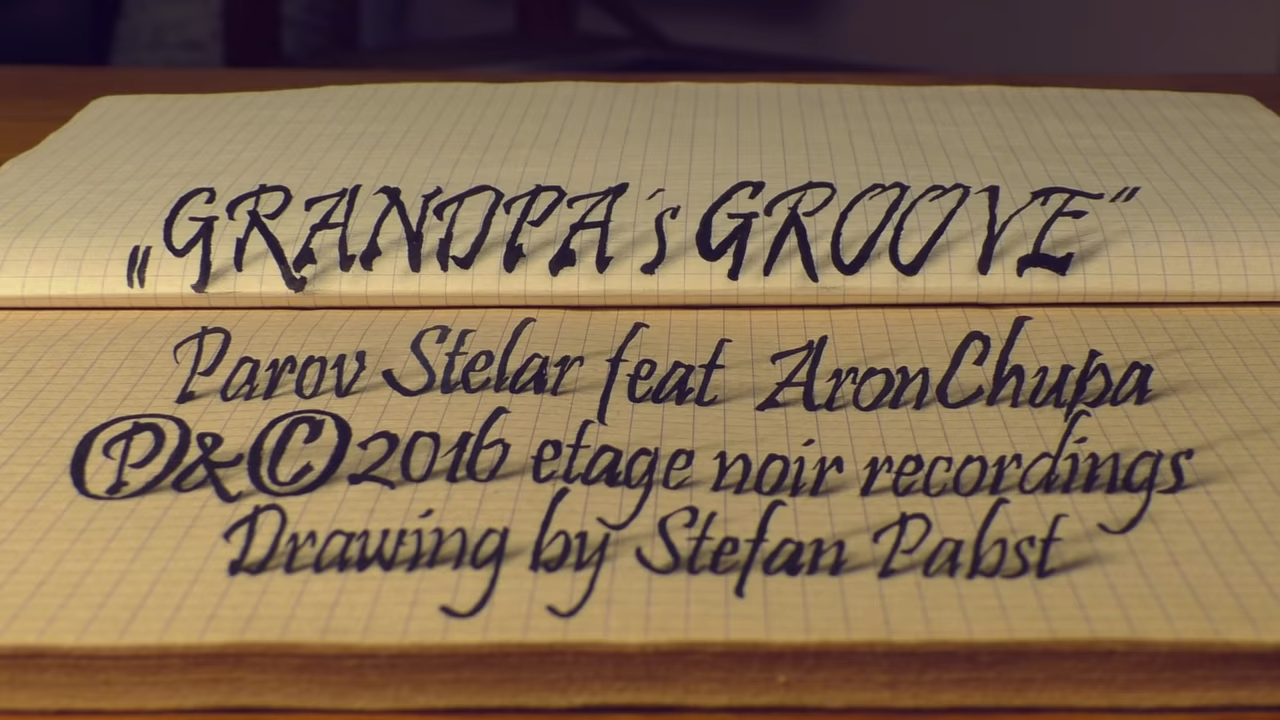 „GRANDPA´s GROOVE“
Parov Stelar feat AronChupa
Ⓟ&Ⓒ2016 etage noir recordings
Drawing by Stefan Pabst